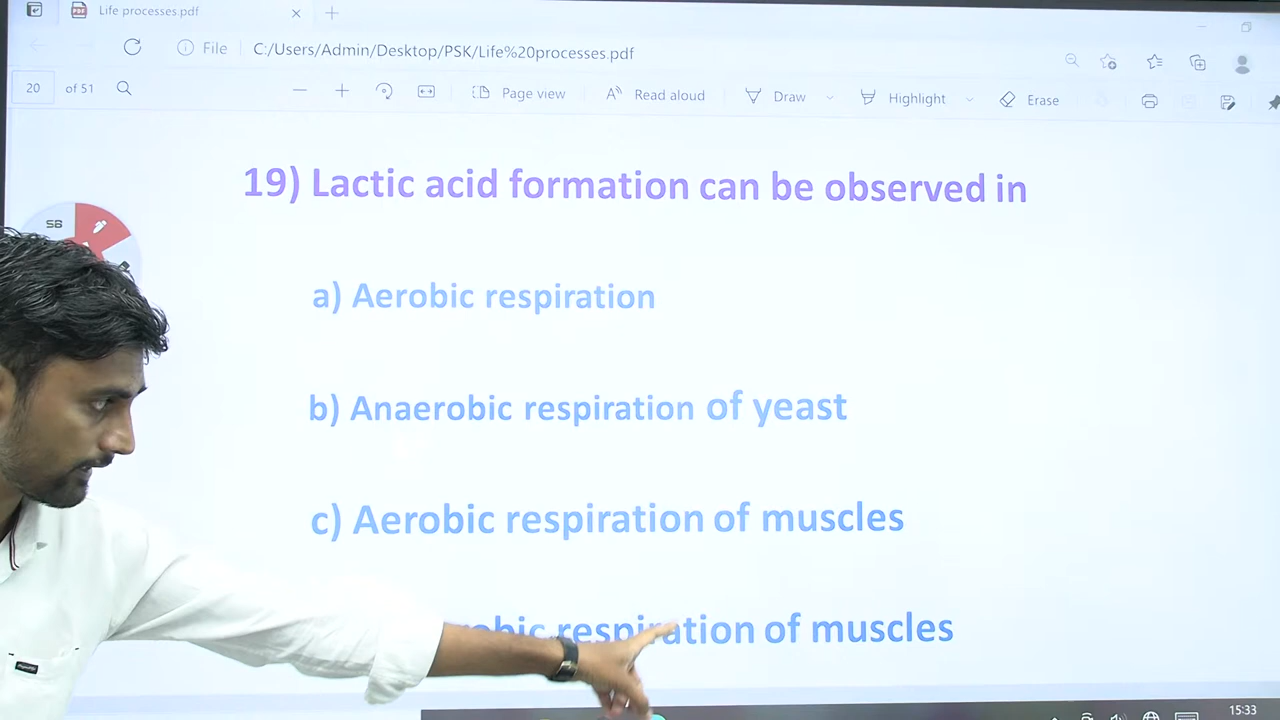 Life processes.pdf
File C:/Users/Admin/Desktop/PSK/Life%20processes.pdf
20 of 51 Page view Read aloud Draw Highlight Erase
19) Lactic acid formation can be observed in
SB
a) Aerobic respiration
b) Anaerobic respiration of yeast
c) Aerobic respiration of muscles
respiration of muscles
15:33